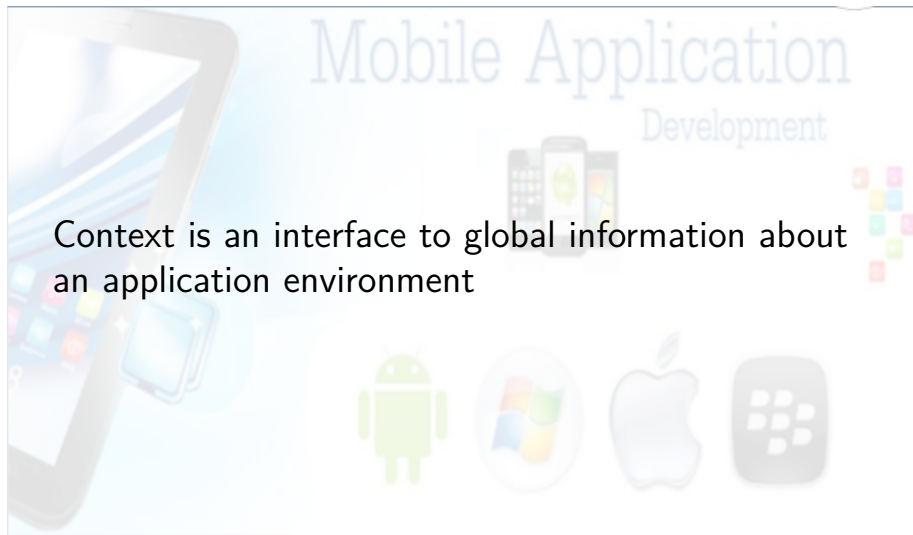 Mobile Application
Development
Context is an interface to global information about
an application environment